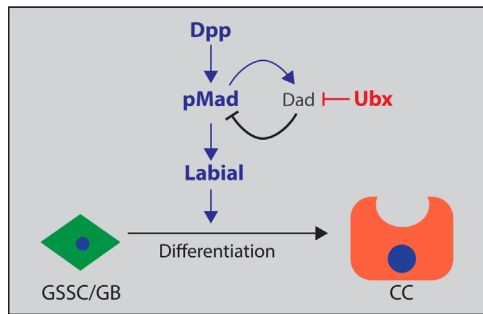 Dpp
pMad
Dad
Ubx
Labial
Differentiation
GSSC/GB
CC